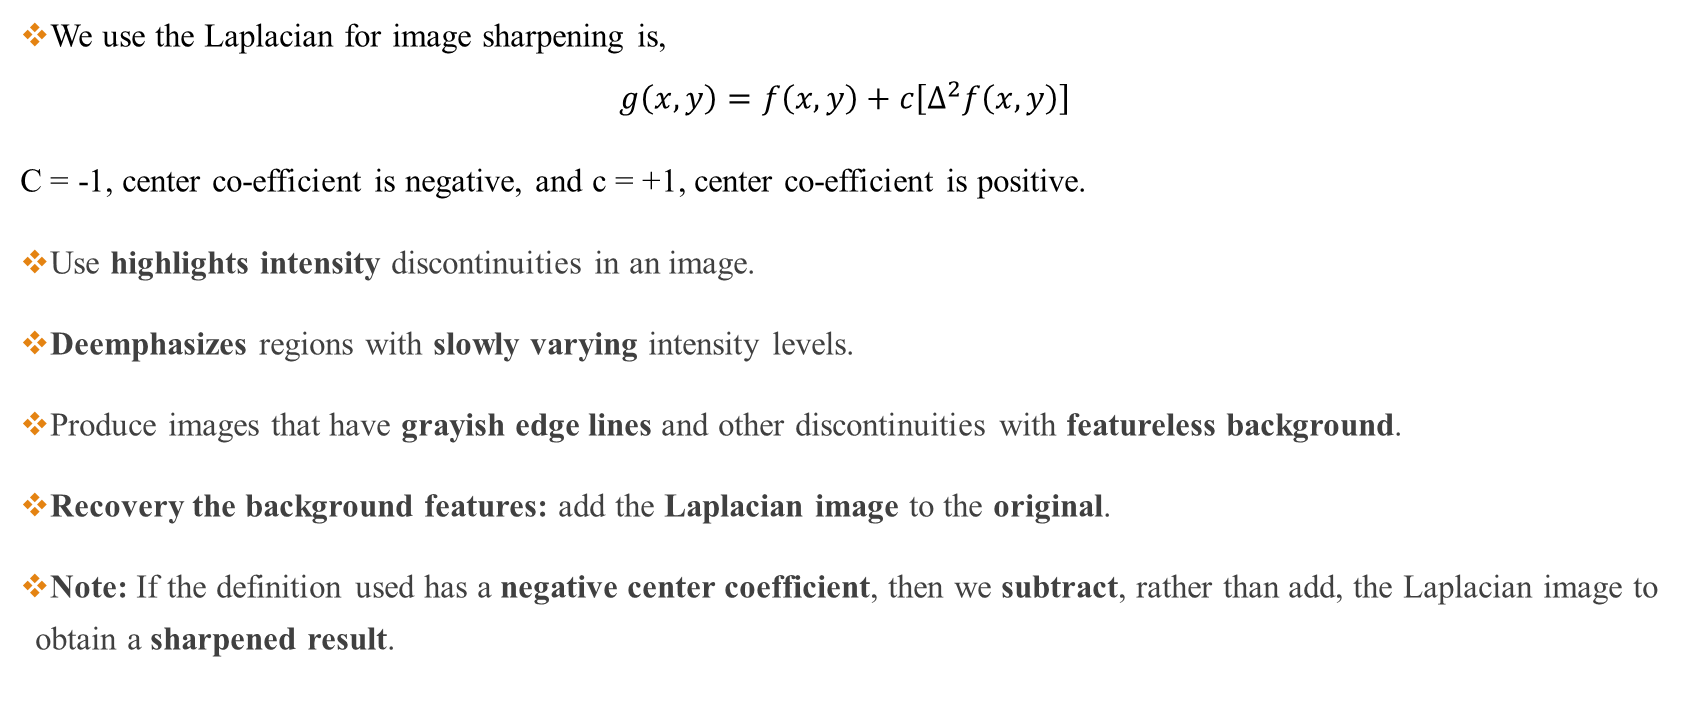 ❖We use the Laplacian for image sharpening is,
g(x, y) = f(x, y) + c[Δ²f(x, y)]
C = -1, center co-efficient is negative, and c = +1, center co-efficient is positive.
❖Use highlights intensity discontinuities in an image.
❖Deemphasizes regions with slowly varying intensity levels.
❖Produce images that have grayish edge lines and other discontinuities with featureless background.
❖Recovery the background features: add the Laplacian image to the original.
❖Note: If the definition used has a negative center coefficient, then we subtract, rather than add, the Laplacian image to
obtain a sharpened result.